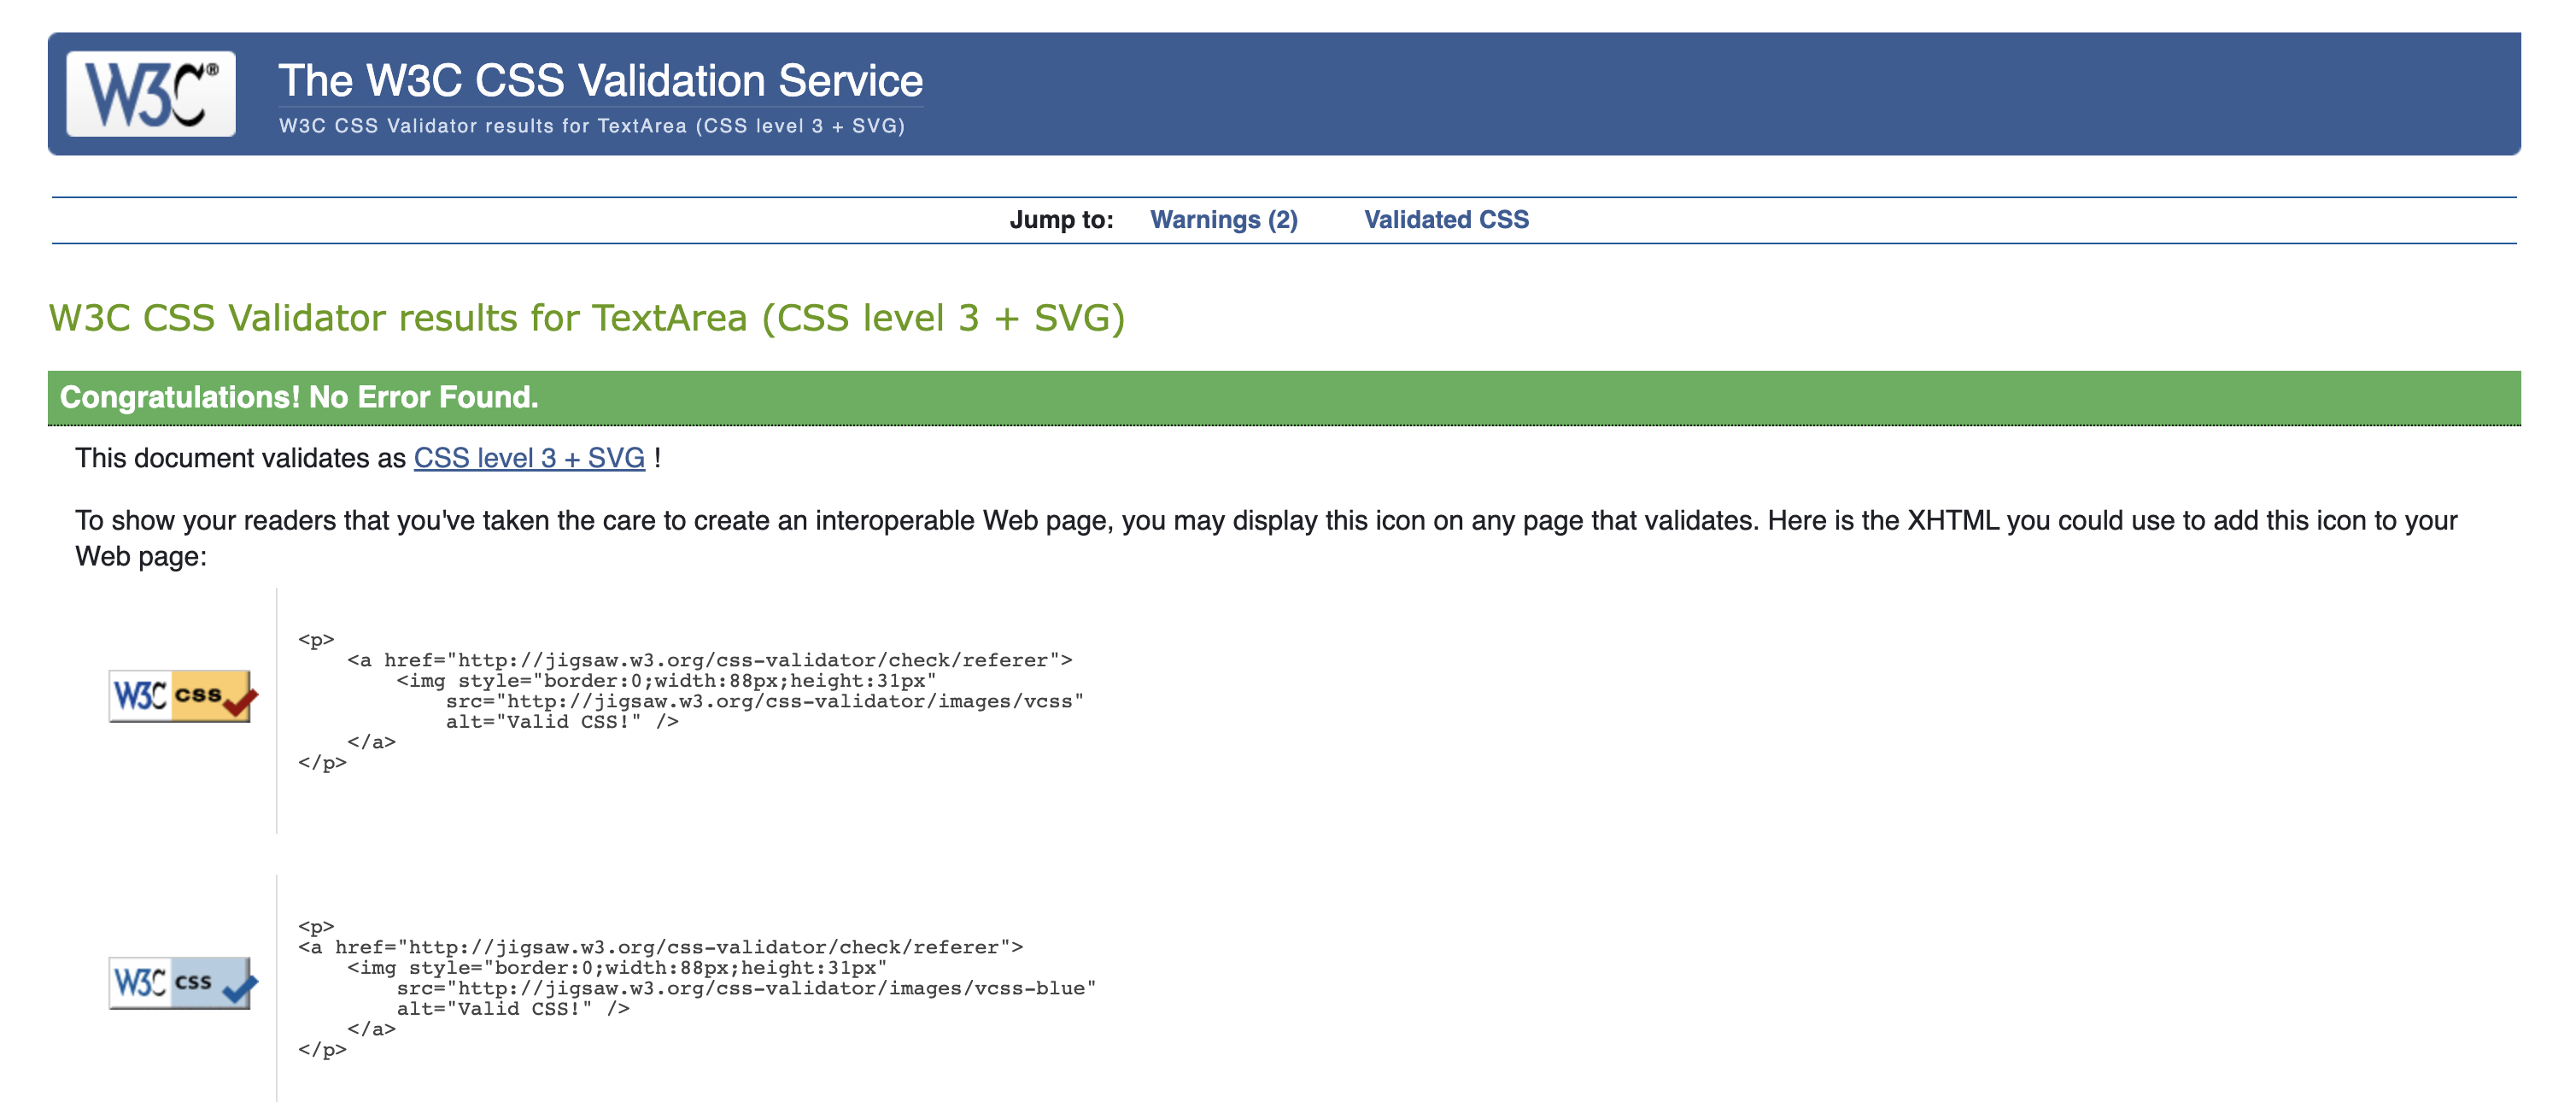 W3C®
The W3C CSS Validation Service
W3C CSS Validator results for TextArea (CSS level 3 + SVG)
Jump to: Warnings (2) Validated CSS
W3C CSS Validator results for TextArea (CSS level 3 + SVG)
Congratulations! No Error Found.
This document validates as CSS level 3 + SVG !
To show your readers that you've taken the care to create an interoperable Web page, you may display this icon on any page that validates. Here is the XHTML you could use to add this icon to your
Web page:
W3C css
<p>
    <a href="http://jigsaw.w3.org/css-validator/check/referer">
        <img style="border:0;width:88px;height:31px"
            src="http://jigsaw.w3.org/css-validator/images/vcss"
            alt="Valid CSS!" />
    </a>
</p>
W3C css
<p>
<a href="http://jigsaw.w3.org/css-validator/check/referer">
    <img style="border:0;width:88px;height:31px"
        src="http://jigsaw.w3.org/css-validator/images/vcss-blue"
        alt="Valid CSS!" />
    </a>
</p>